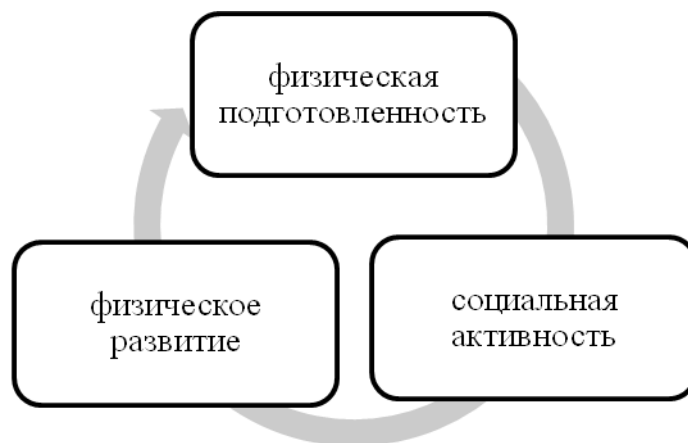 физическая
подготовленность
физическое
развитие
социальная
активность